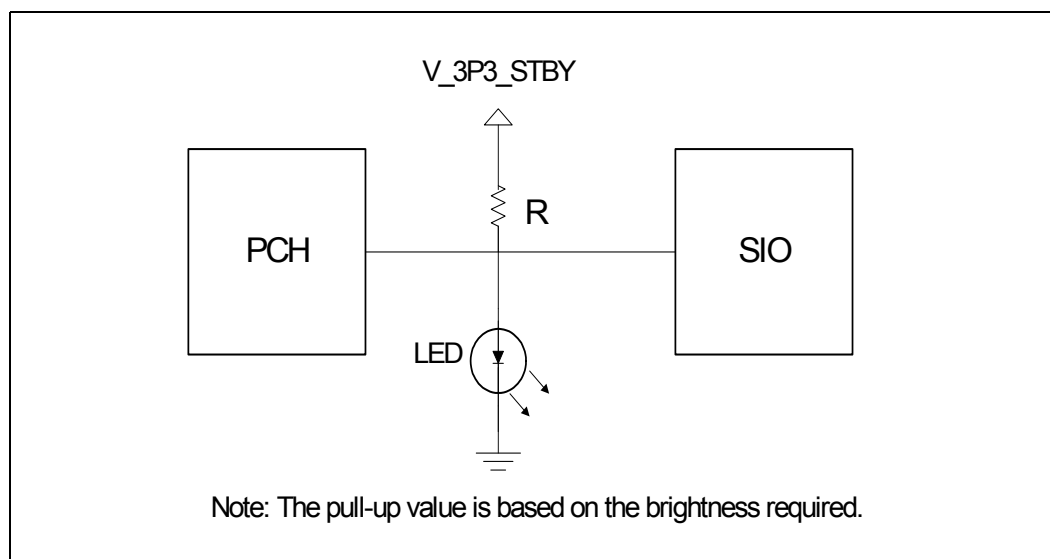 V_3P3_STBY
R
PCH
SIO
LED
Note: The pull-up value is based on the brightness required.